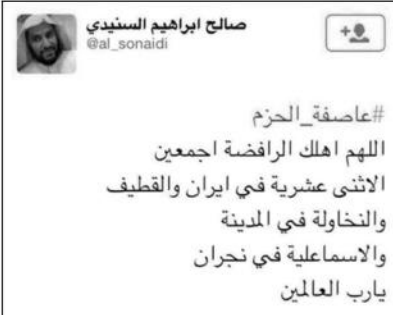 صالح ابراهيم السنيدي
@al_sonaidi
#عاصفة_الحزم
اللهم اهلك الرافضة اجمعين
الاثنى عشرية في ايران والقطيف
والنخاولة في المدينة
والاسماعلية في نجران
يارب العالمين